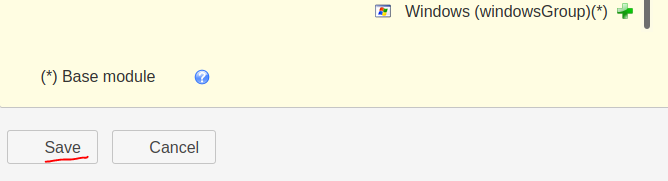 Windows (windowsGroup)(*)
(*) Base module
Save
Cancel